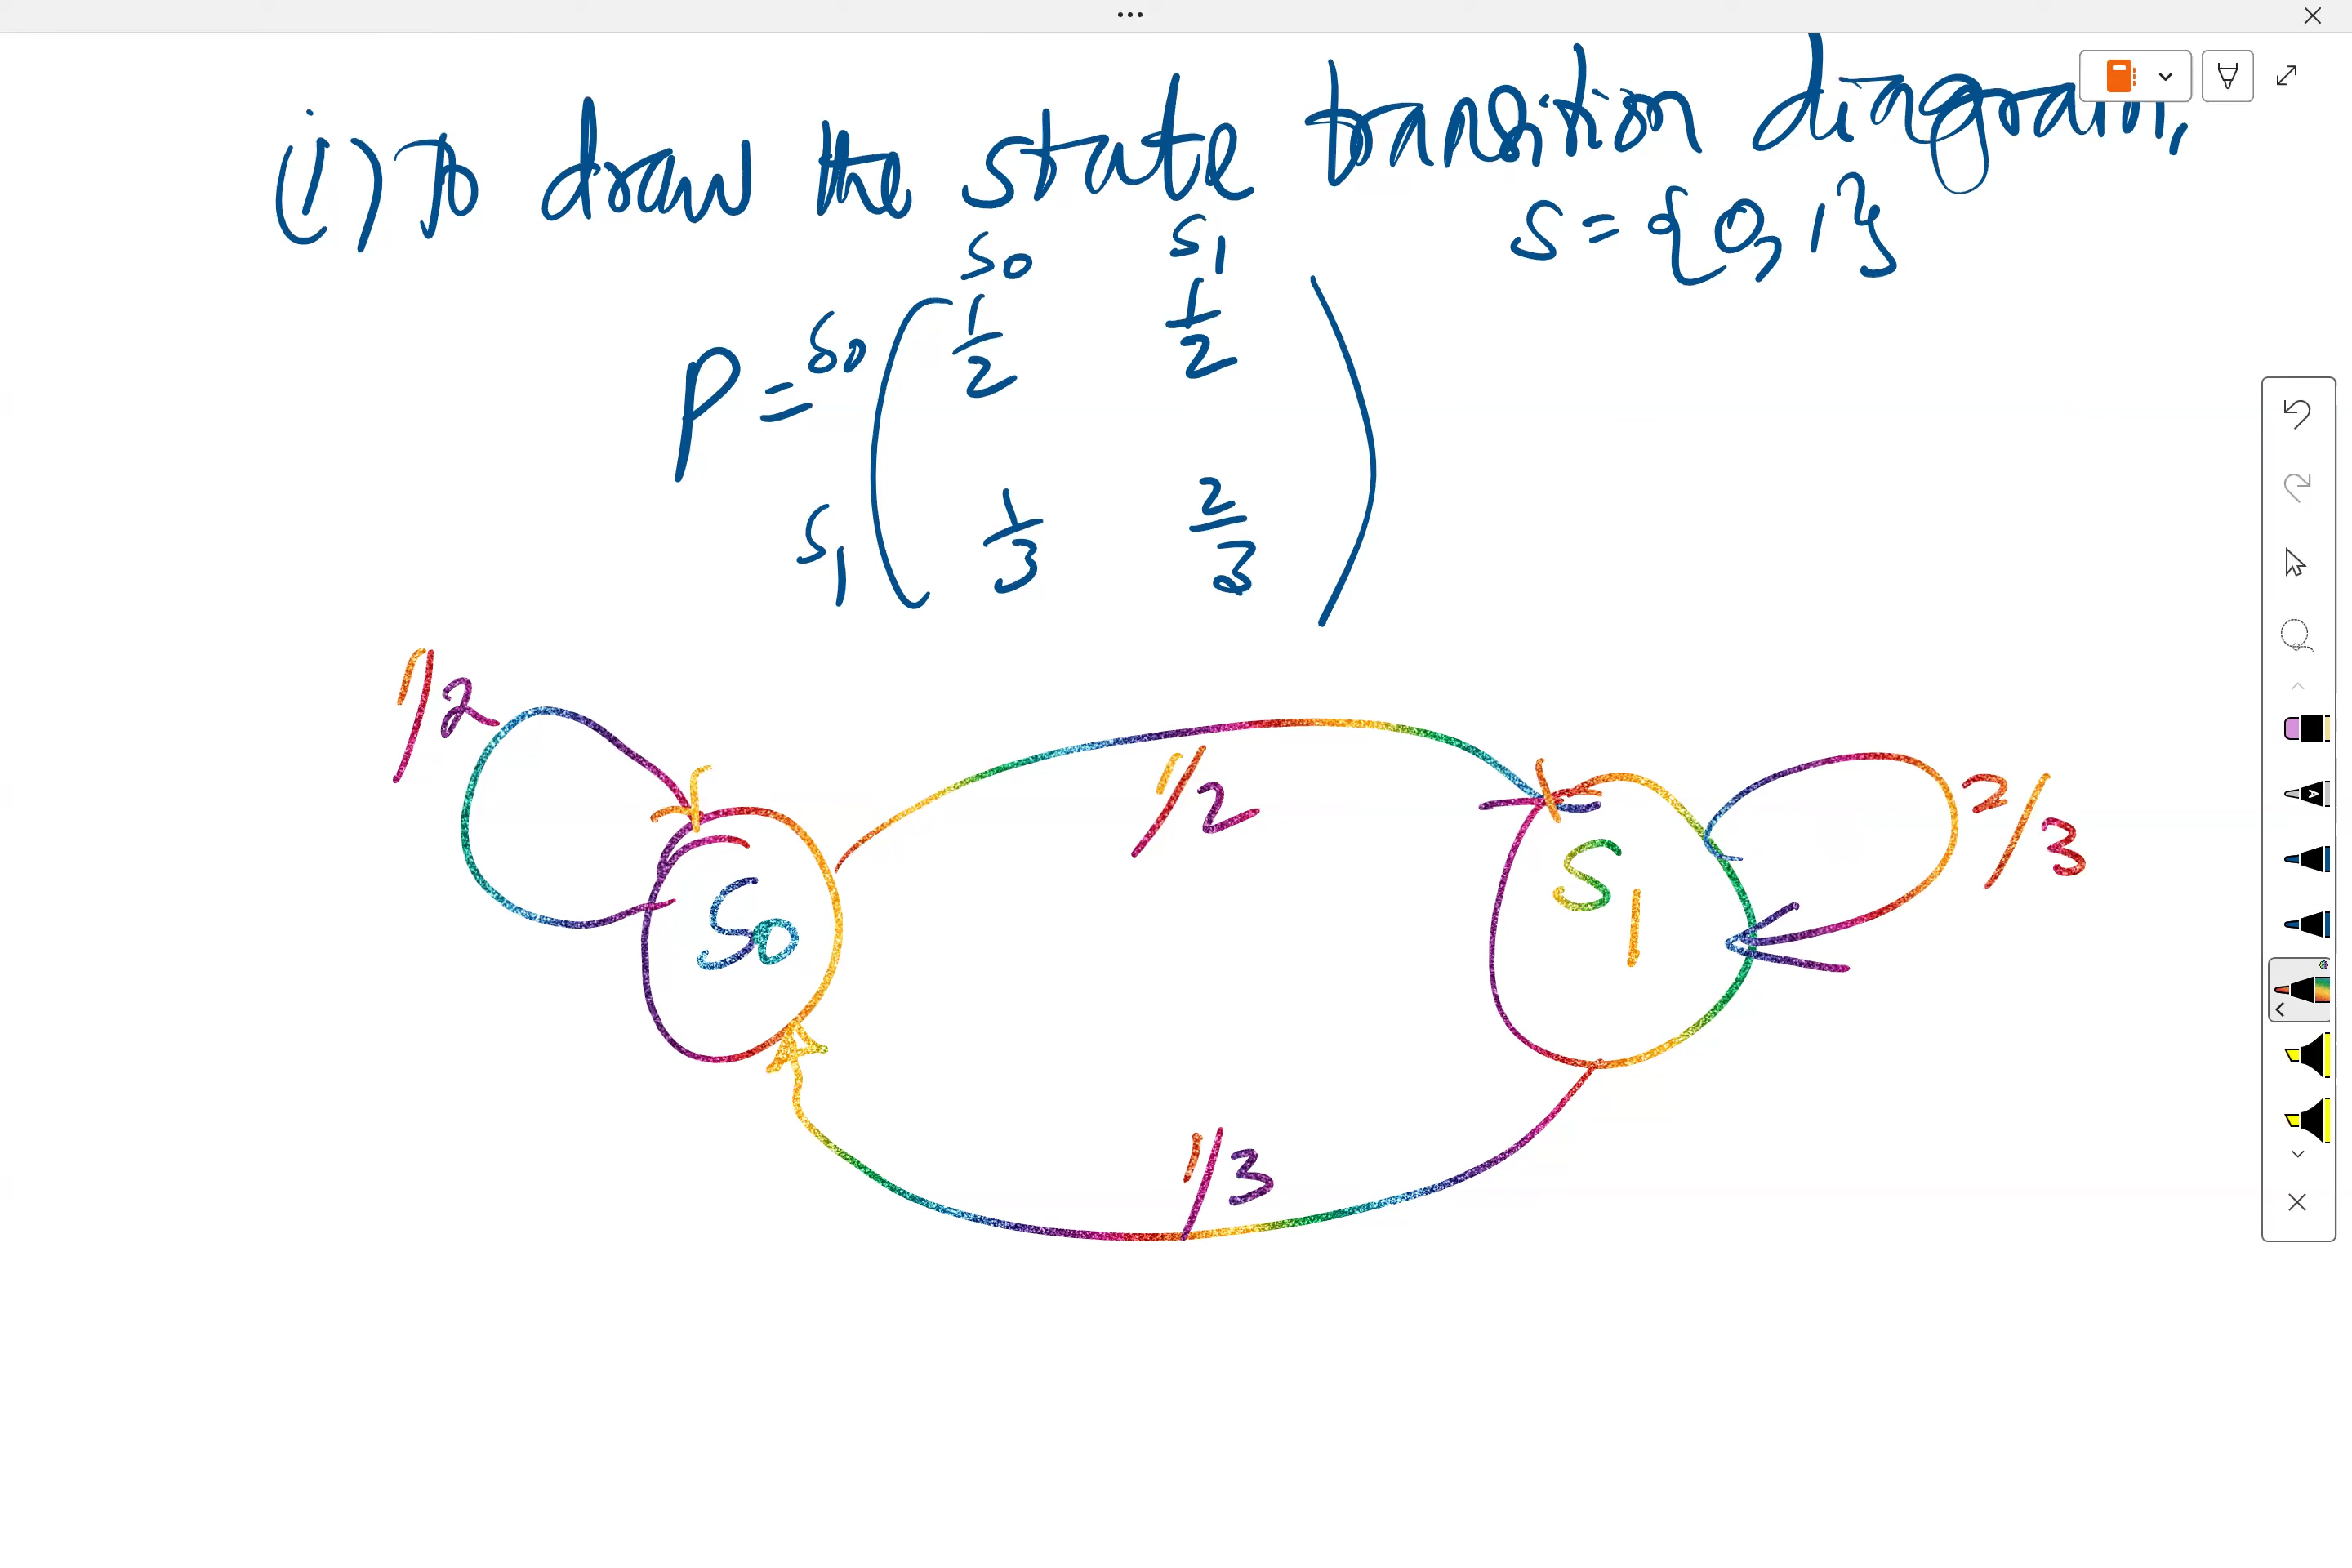 (i) To draw the state transition diagram,
S0 S1 S = {0, 1}
P = S0 1/2 1/2
S1 1/3 2/3
1/2
1/2
2/3
S0 S1
1/3